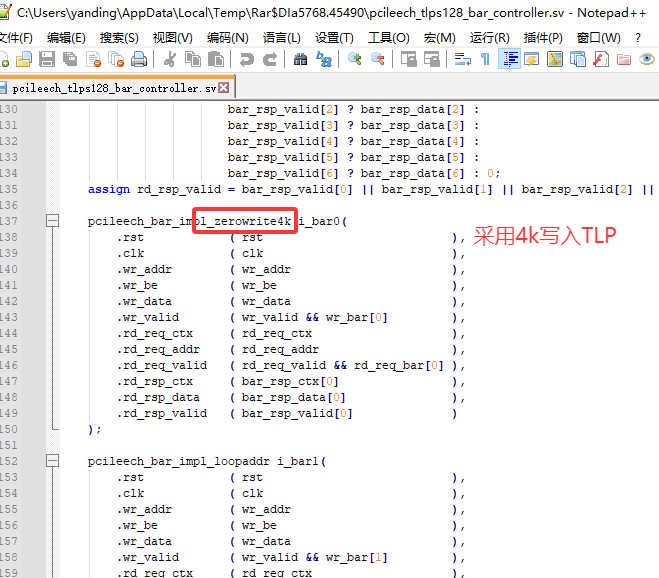 C:\Users\yanding\AppData\Local\Temp\Rar$DIa5768.45490\pcileech_tlps128_bar_controller.sv - Notepad++
文件(F) 编辑(E) 搜索(S) 视图(V) 编码(N) 语言(L) 设置(T) 工具(O) 宏(M) 运行(R) 插件(P) 窗口(W) ?
pcileech_tlps128_bar_controller.sv
130 bar_rsp_valid[2] ? bar_rsp_data[2] :
131 bar_rsp_valid[3] ? bar_rsp_data[3] :
132 bar_rsp_valid[4] ? bar_rsp_data[4] :
133 bar_rsp_valid[5] ? bar_rsp_data[5] :
134 bar_rsp_valid[6] ? bar_rsp_data[6] : 0;
135 assign rd_rsp_valid = bar_rsp_valid[0] || bar_rsp_valid[1] || bar_rsp_valid[2] ||
136
137 pcileech_bar_impl_zerowrite4k i_bar0(
138 .rst ( rst ),
采用4k写入TLP
139 .clk ( clk ),
140 .wr_addr ( wr_addr ),
141 .wr_be ( wr_be ),
142 .wr_data ( wr_data ),
143 .wr_valid ( wr_valid && wr_bar[0] ),
144 .rd_req_ctx ( rd_req_ctx ),
145 .rd_req_addr ( rd_req_addr ),
146 .rd_req_valid ( rd_req_valid && rd_req_bar[0] ),
147 .rd_rsp_ctx ( bar_rsp_ctx[0] ),
148 .rd_rsp_data ( bar_rsp_data[0] ),
149 .rd_rsp_valid ( bar_rsp_valid[0] )
150 );
151
152 pcileech_bar_impl_loopaddr i_bar1(
153 .rst ( rst ),
154 .clk ( clk ),
155 .wr_addr ( wr_addr ),
156 .wr_be ( wr_be ),
157 .wr_data ( wr_data ),
158 .wr_valid ( wr_valid && wr_bar[1] ),
159 .rd_req_ctx ( rd_req_ctx ),